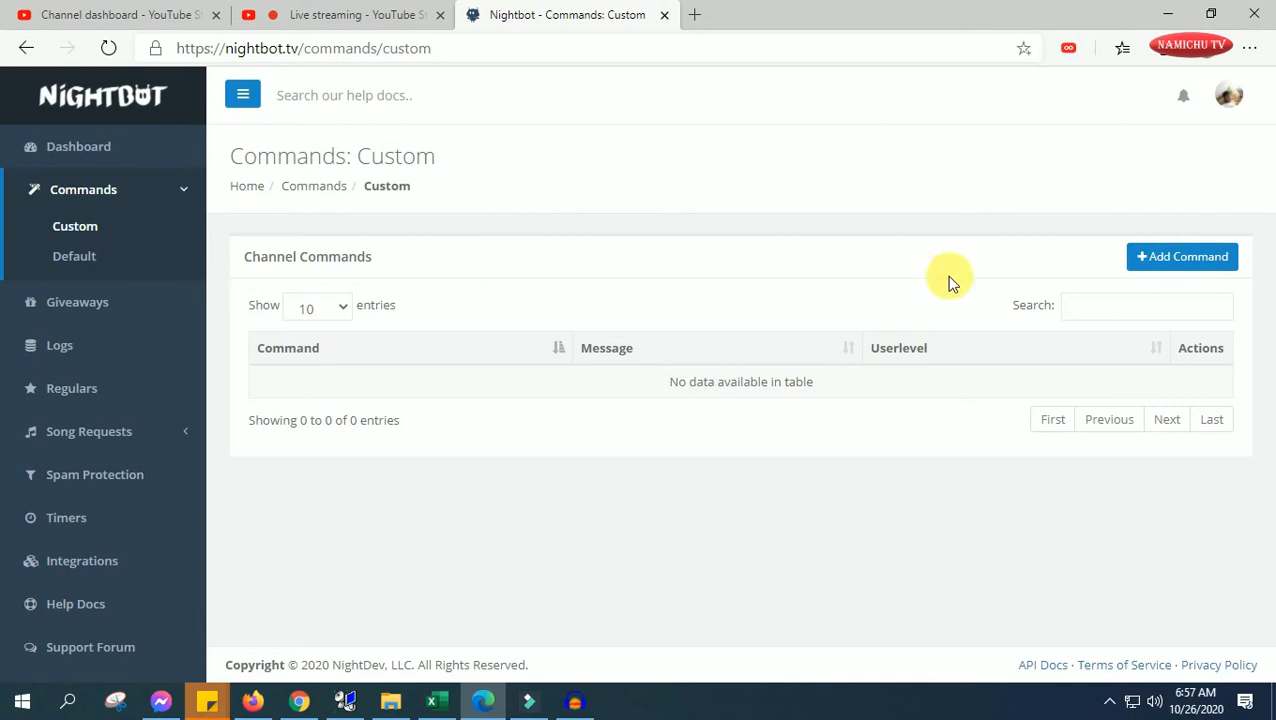 Channel dashboard - YouTube St
Live streaming - YouTube St
Nightbot - Commands: Custom
https://nightbot.tv/commands/custom
NAMICHU TV
NIGHTBOT
Search our help docs..
Dashboard
Commands
Custom
Default
Giveaways
Logs
Regulars
Song Requests
Spam Protection
Timers
Integrations
Help Docs
Support Forum
Commands: Custom
Home / Commands / Custom
Channel Commands
+ Add Command
Show 10 entries
Search:
Command Message Userlevel Actions
No data available in table
Showing 0 to 0 of 0 entries
First Previous Next Last
Copyright © 2020 NightDev, LLC. All Rights Reserved.
API Docs · Terms of Service · Privacy Policy
6:57 AM
10/26/2020